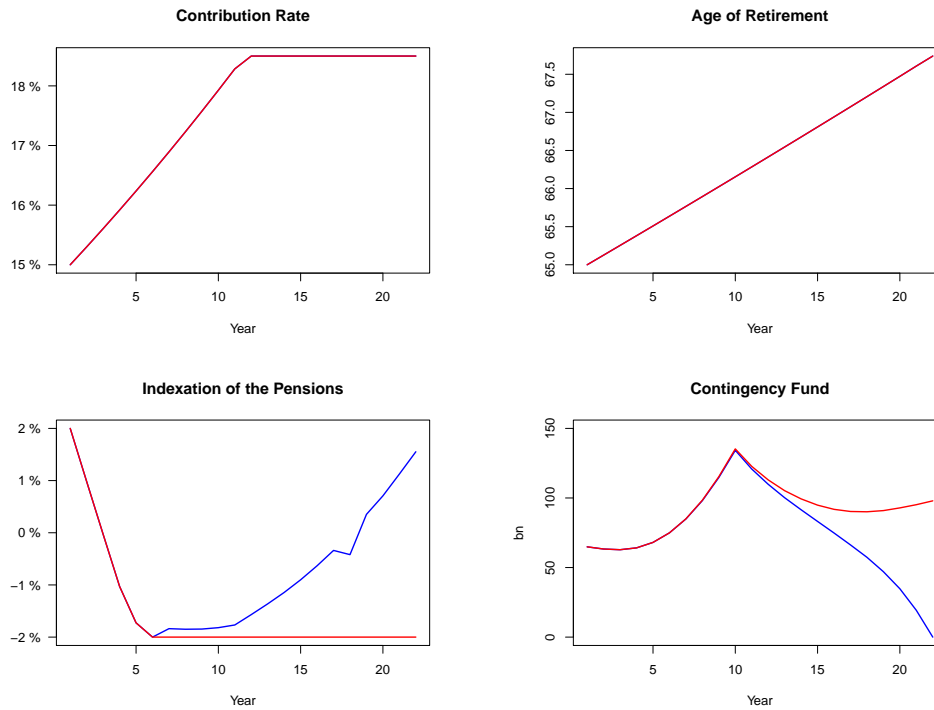 Contribution Rate
18 %
17 %
16 %
15 %
5 10 15 20
Year
Age of Retirement
67.5
67.0
66.5
66.0
65.5
65.0
5 10 15 20
Year
Indexation of the Pensions
2 %
1 %
0 %
−1 %
−2 %
5 10 15 20
Year
Contingency Fund
bn
150
100
50
0
5 10 15 20
Year